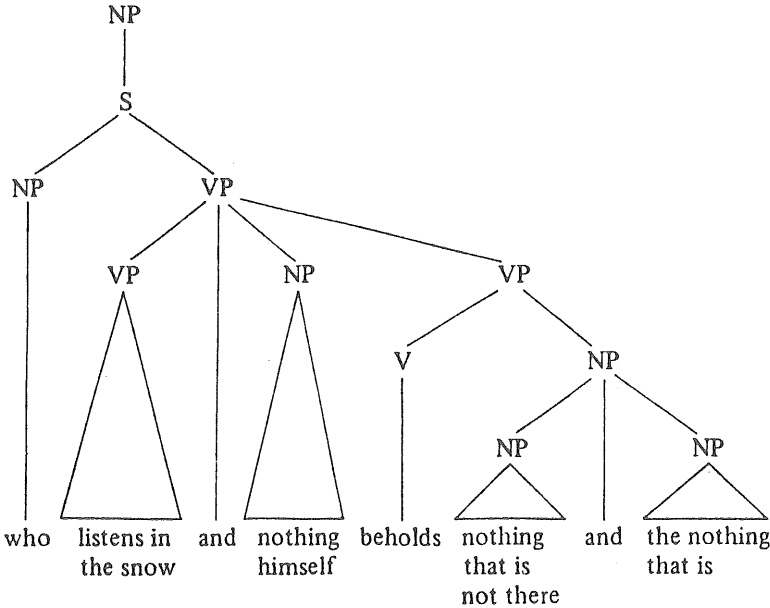 NP
S
NP VP
VP NP VP
V NP
NP NP
who listens in and nothing beholds nothing and the nothing
the snow himself that is that is
not there